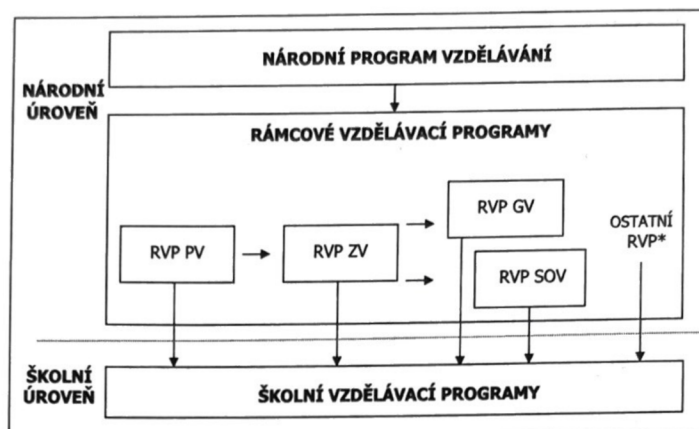 NÁRODNÍ PROGRAM VZDĚLÁVÁNÍ
NÁRODNÍ
ÚROVEŇ
RÁMCOVÉ VZDĚLÁVACÍ PROGRAMY
RVP PV
RVP ZV
RVP GV
RVP SOV
OSTATNÍ
RVP*
ŠKOLNÍ
ÚROVEŇ
ŠKOLNÍ VZDĚLÁVACÍ PROGRAMY